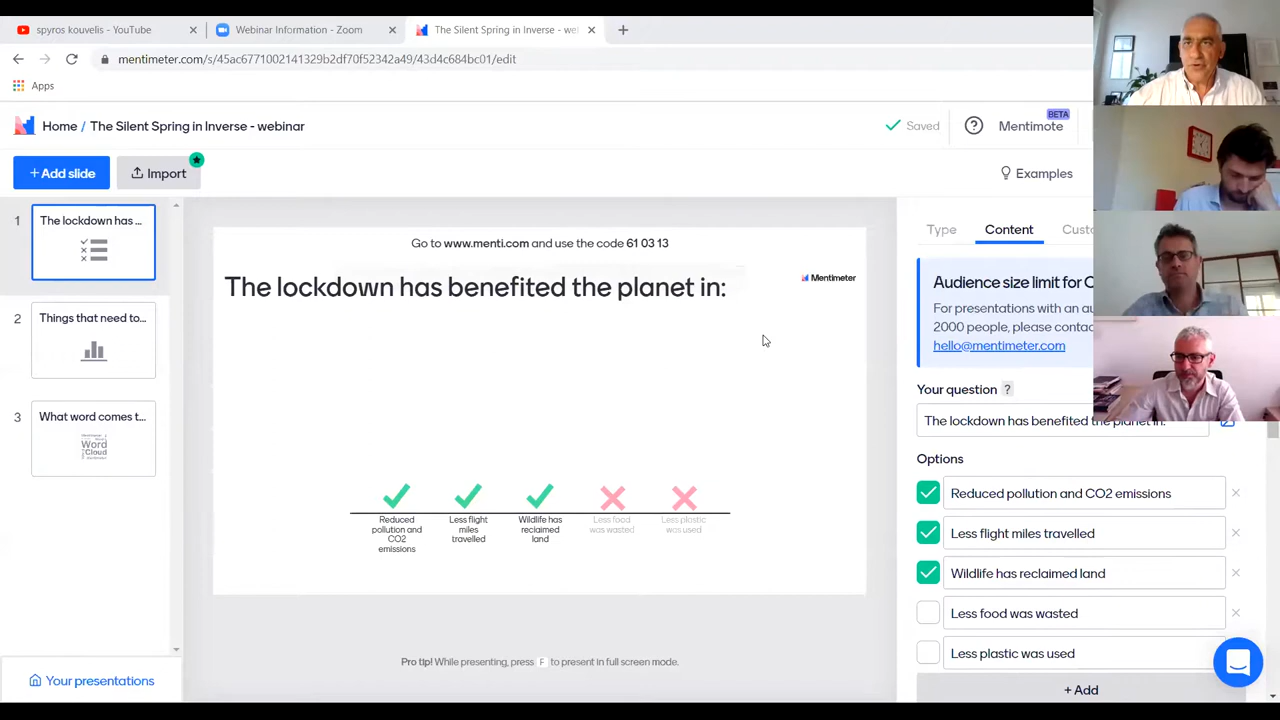 spyros kouvelis - YouTube
Webinar Information - Zoom
The Silent Spring in Inverse - we
mentimeter.com/s/45ac6771002141329b2df70f52342a49/43d4c684bc01/edit
Apps
Home / The Silent Spring in Inverse - webinar
Saved
Mentimote
BETA
+ Add slide
Import
Examples
1
The lockdown has ...
2
Things that need to...
3
What word comes t...
Word
Cloud
Your presentations
Go to www.menti.com and use the code 61 03 13
The lockdown has benefited the planet in:
Mentimeter
Reduced
pollution and
CO2
emissions
Less flight
miles
travelled
Wildlife has
reclaimed
land
Less food
was wasted
Less plastic
was used
Pro tip! While presenting, press F to present in full screen mode.
Type
Content
Custo
Audience size limit for
For presentations with an au
2000 people, please contac
hello@mentimeter.com
Your question ?
The lockdown has benefited the planet in:
Options
Reduced pollution and CO2 emissions
Less flight miles travelled
Wildlife has reclaimed land
Less food was wasted
Less plastic was used
+ Add